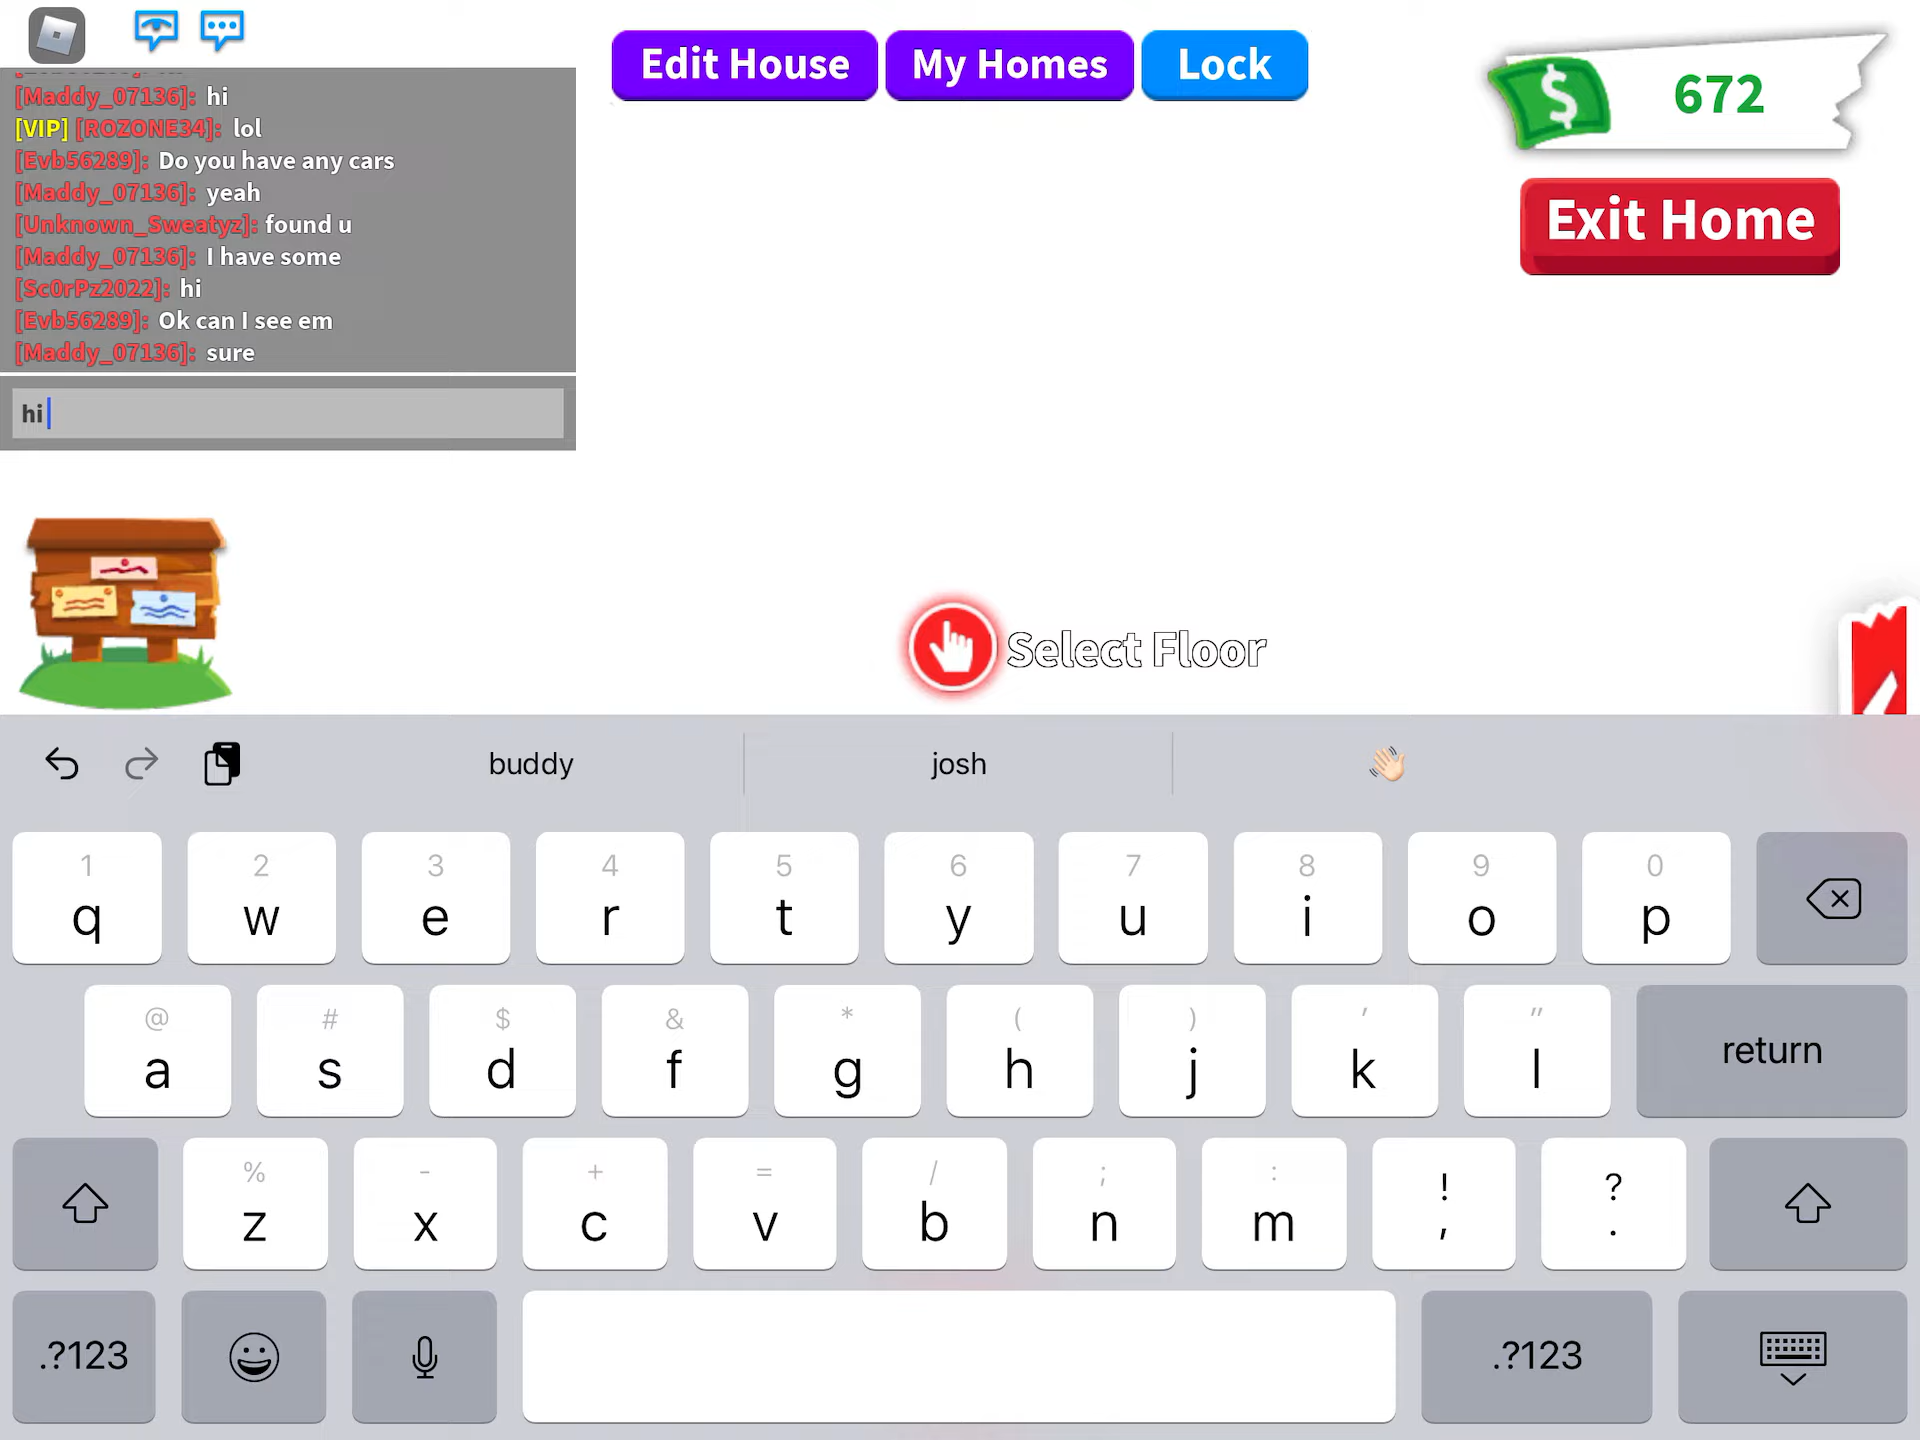 Edit House
My Homes
Lock
672
Exit Home
[Maddy_07136]: hi
[VIP] [ROZONE34]: lol
[Evb56289]: Do you have any cars
[Maddy_07136]: yeah
[Unknown_Sweatyz]: found u
[Maddy_07136]: I have some
[Sc0rPz2022]: hi
[Evb56289]: Ok can I see em
[Maddy_07136]: sure
hi
Select Floor
buddy
josh
1 2 3 4 5 6 7 8 9 0
q w e r t y u i o p
@ # $ & * ( ) ' "
a s d f g h j k l return
% - + = / ; : ! ?
z x c v b n m , .
.?123 .?123